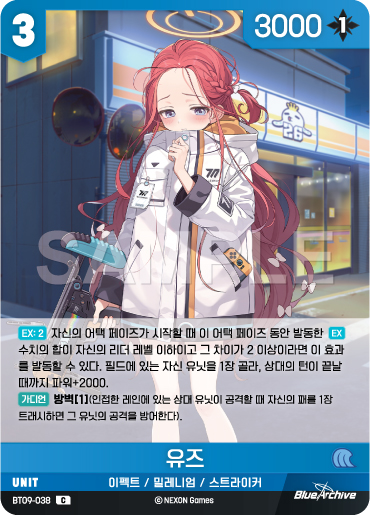 3
3000 1
26
SAMPLE
EX: 2 자신의 어택 페이즈가 시작할 때 이 어택 페이즈 동안 발동한 EX
수치의 합이 자신의 리더 레벨 이하이고 그 차이가 2 이상이라면 이 효과
를 발동할 수 있다. 필드에 있는 자신 유닛을 1장 골라, 상대의 턴이 끝날
때까지 파워+2000.
가디언 방벽[1](인접한 레인에 있는 상대 유닛이 공격할 때 자신의 패를 1장
트래시하면 그 유닛의 공격을 방어한다).
유즈
UNIT 이펙트 / 밀레니엄 / 스트라이커
BT09-038 C ⓒ NEXON Games BlueArchive